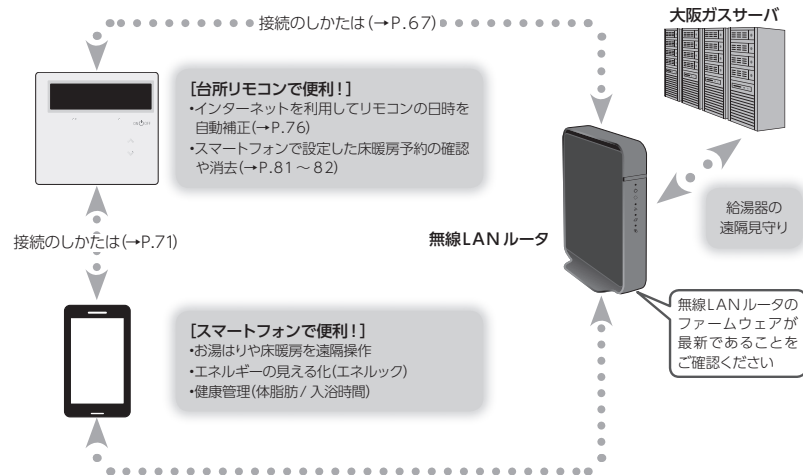 接続のしかたは(→P.67)
大阪ガスサーバ
[台所リモコンで便利！]
•インターネットを利用してリモコンの日時を
自動補正(→P.76)
•スマートフォンで設定した床暖房予約の確認
や消去(→P.81～82)
接続のしかたは(→P.71)
無線LANルータ
給湯器の
遠隔見守り
無線LANルータの
ファームウェアが
最新であることを
ご確認ください
[スマートフォンで便利！]
•お湯はりや床暖房を遠隔操作
•エネルギーの見える化(エネルック)
•健康管理(体脂肪/入浴時間)